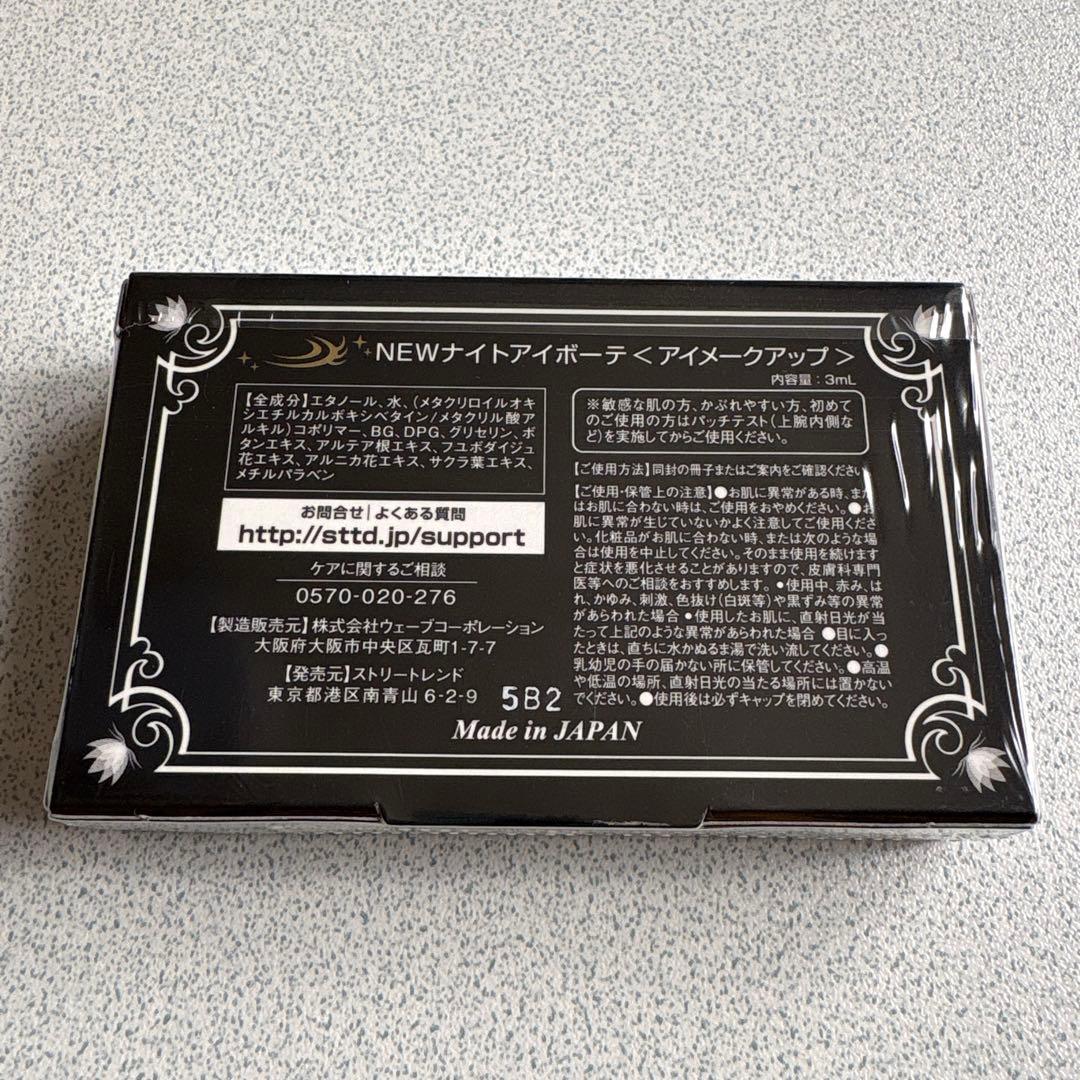 NEWナイトアイボーテ＜アイメークアップ＞
内容量：3mL
【全成分】エタノール、水、(メタクリロイルオキ
シエチルカルボキシベタイン/メタクリル酸ア
ルキル)コポリマー、BG、DPG、グリセリン、ボ
タンエキス、アルテア根エキス、フユボダイジュ
花エキス、アルニカ花エキス、サクラ葉エキス、
メチルパラベン
お問合せ|よくある質問
http://sttd.jp/support
ケアに関するご相談
0570-020-276
【製造販売元】株式会社ウェーブコーポレーション
大阪府大阪市中央区瓦町1-7-7
【発売元】ストリートレンド
東京都港区南青山6-2-9
5B2
※敏感な肌の方、かぶれやすい方、初めて
のご使用の方はパッチテスト(上腕内側な
ど)を実施してからご使用ください。
【ご使用方法】同封の冊子またはご案内をご確認ください
【ご使用・保管上の注意】●お肌に異常がある時、また
はお肌に合わない時は、ご使用をおやめください。●お
肌に異常が生じていないかよく注意してご使用くださ
い。化粧品がお肌に合わない時、または次のような場
合は使用を中止してください。そのまま使用を続けます
と症状を悪化させることがありますので、皮膚科専門
医等へのご相談をおすすめします。●使用中、赤み、は
れ、かゆみ、刺激、色抜け(白斑等)や黒ずみ等の異常
があらわれた場合●使用したお肌に、直射日光が当
たって上記のような異常があらわれた場合 ●目に入っ
たときは、直ちに水かぬるま湯で洗い流してください。●
乳幼児の手の届かない所に保管してください。●高温
や低温の場所、直射日光の当たる場所には置かない
でください。●使用後は必ずキャップを閉めてください。
Made in JAPAN